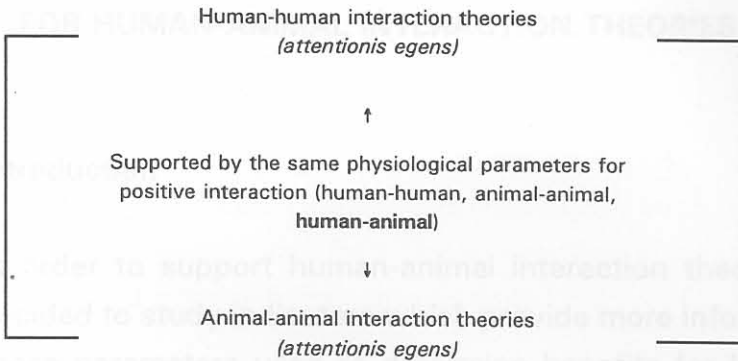 Human-human interaction theories
(attentionis egens)
↑
Supported by the same physiological parameters for
positive interaction (human-human, animal-animal,
human-animal)
↓
Animal-animal interaction theories
(attentionis egens)